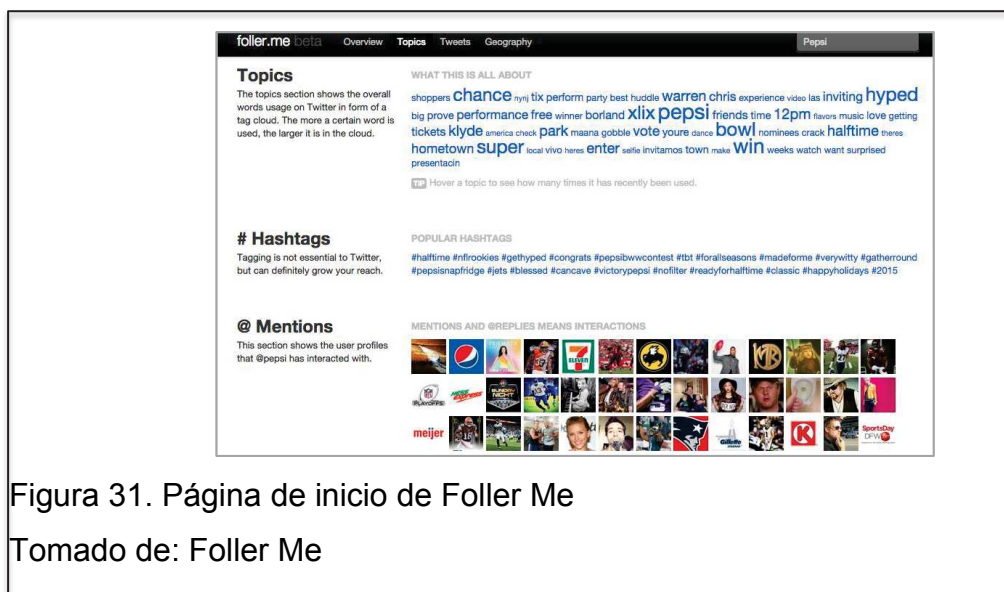 foller.me beta Overview Topics Tweets Geography Pepsi
Topics
The topics section shows the overall
words usage on Twitter in form of a
tag cloud. The more a certain word is
used, the larger it is in the cloud.
WHAT THIS IS ALL ABOUT
shoppers chance nynj tix perform party best huddle warren chris experience video las inviting hyped
big prove performance free winner borland xlix pepsi friends time 12pm flavors music love getting
tickets klyde america check park maana gobble vote youre dance bowl nominees crack halftime theres
hometown super local vivo heres enter selfie invitamos town make win weeks watch want surprised
presentacin
TIP Hover a topic to see how many times it has recently been used.
# Hashtags
Tagging is not essential to Twitter,
but can definitely grow your reach.
POPULAR HASHTAGS
#halftime #nflrookies #gethyped #congrats #pepsibwwcontest #tbt #forallseasons #madeforme #verywitty #gatherround
#pepsisnapfridge #jets #blessed #cancave #victorypepsi #nofilter #readyforhalftime #classic #happyholidays #2015
@ Mentions
This section shows the user profiles
that @pepsi has interacted with.
MENTIONS AND @REPLIES MEANS INTERACTIONS
7 ELEVEN
PLAYOFFS
SUNDAY NIGHT
meijer
Gillette
K
SportsDay
DFW
Figura 31. Página de inicio de Foller Me
Tomado de: Foller Me